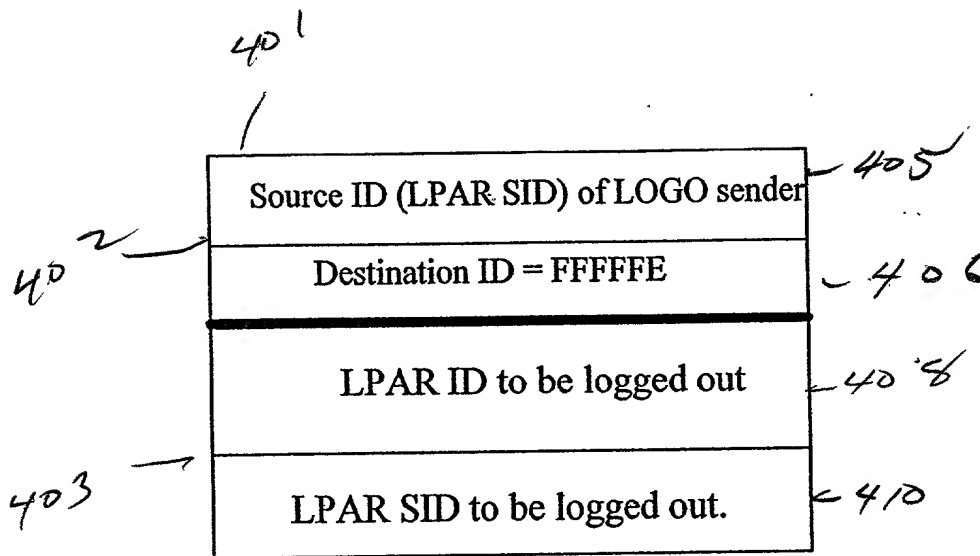 401
Source ID (LPAR SID) of LOGO sender
405
402
Destination ID = FFFFFE
406
LPAR ID to be logged out
408
403
LPAR SID to be logged out.
410